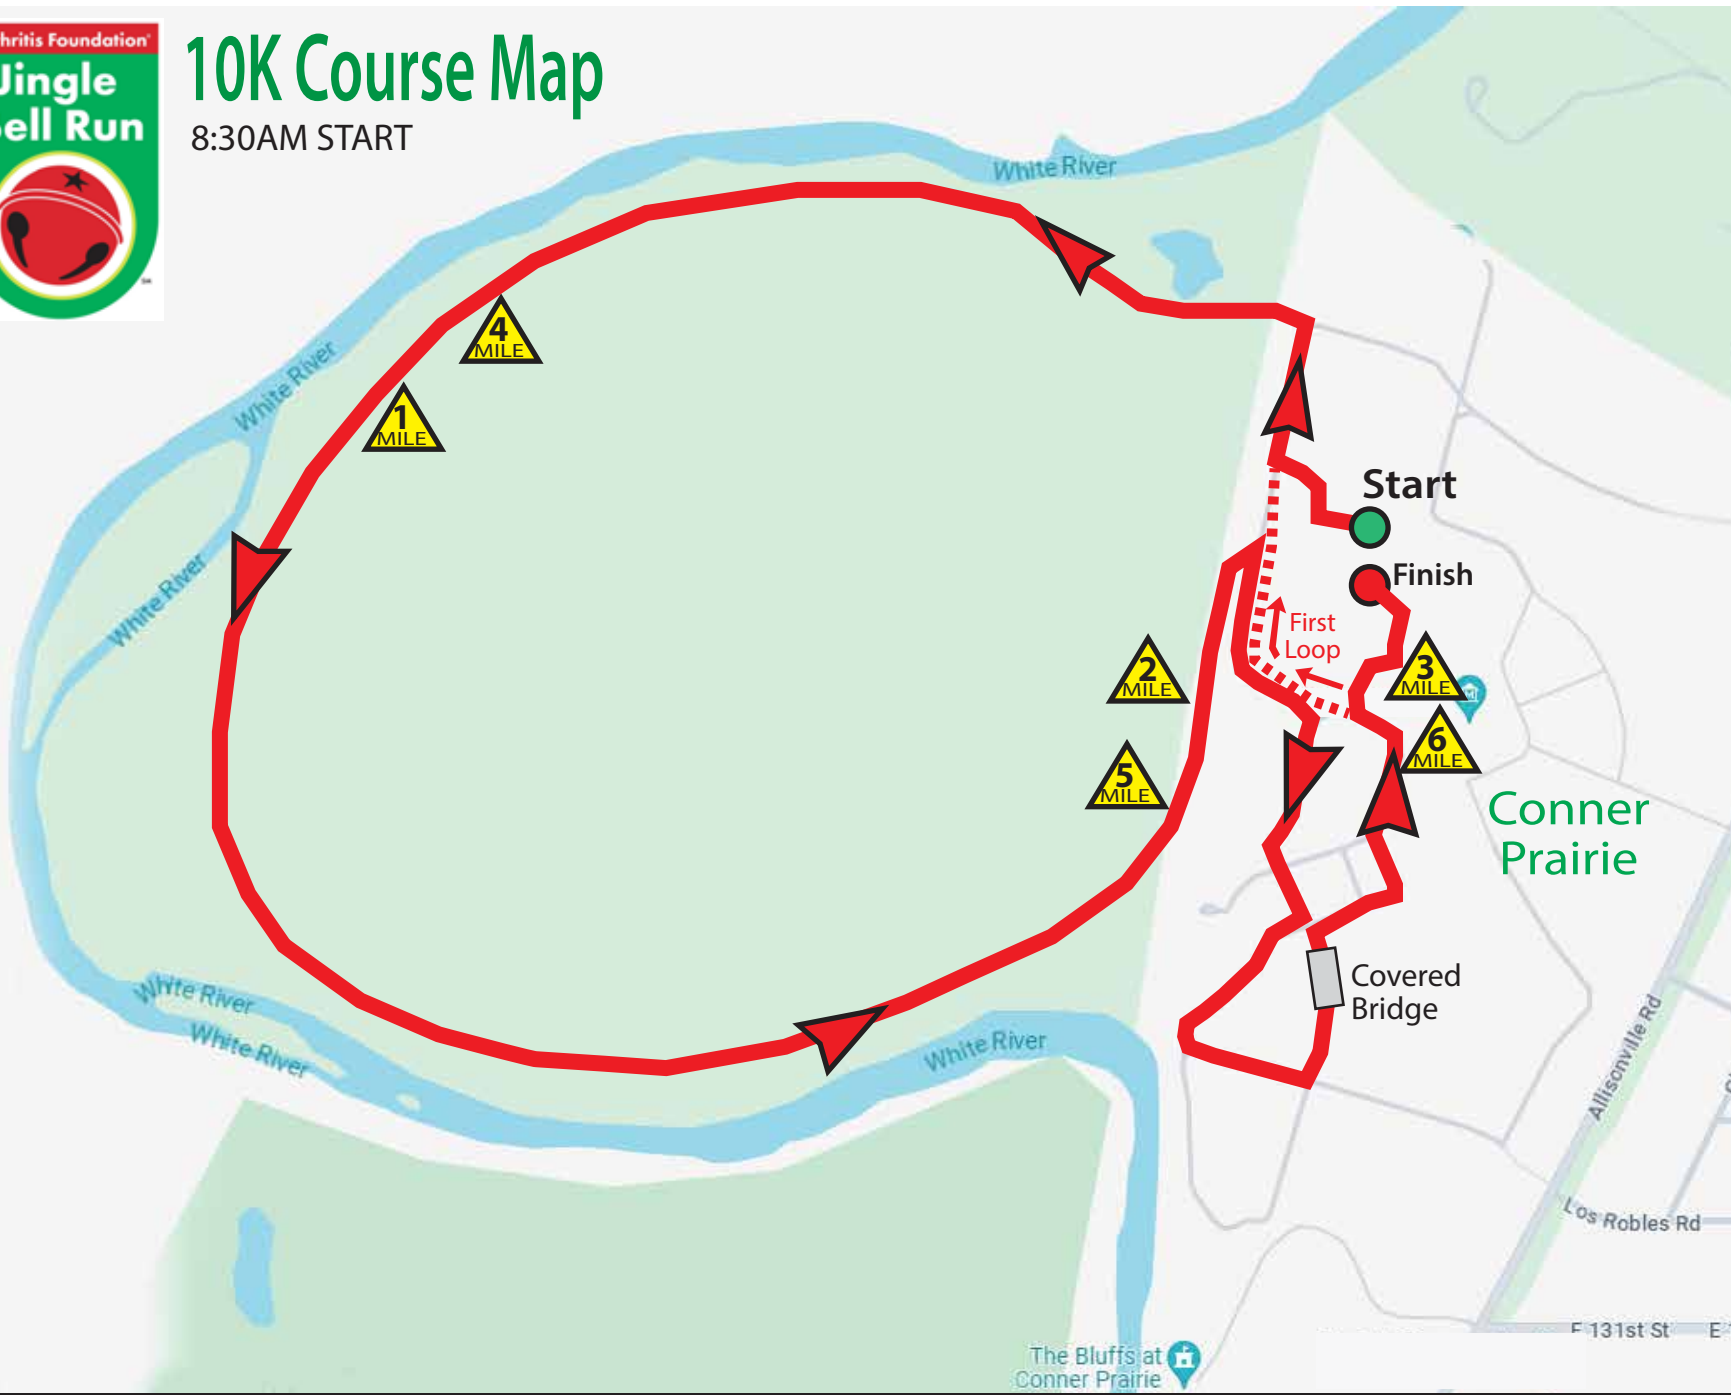 hritis Foundation
Jingle
ell Run
10K Course Map
8:30AM START
White River
4
MILE
1
MILE
White River
White River
Start
Finish
First
Loop
2
MILE
3
MILE
6
MILE
5
MILE
Conner
Prairie
Covered
Bridge
White River
White River
White River
Allisonville Rd
Los Robles Rd
E 131st St
E
The Bluffs at
Conner Prairie